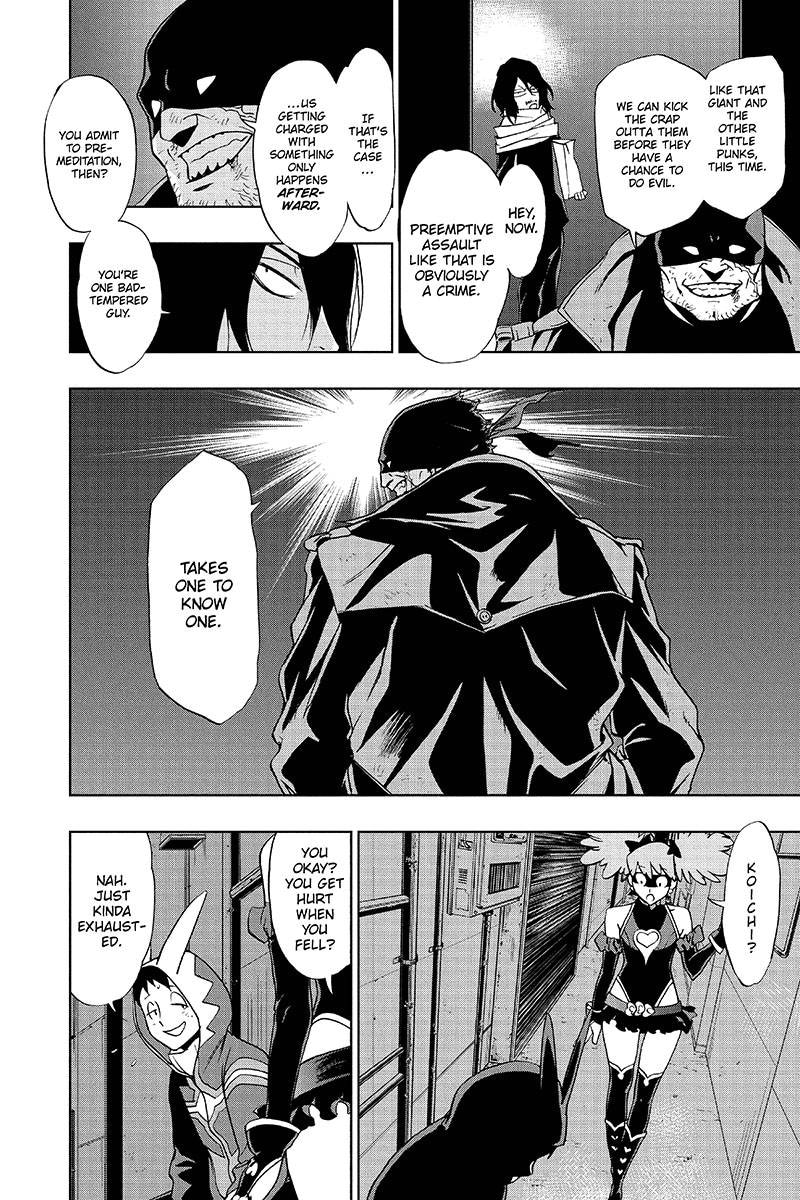 LIKE THAT
GIANT AND
THE
OTHER
LITTLE
PUNKS,
THIS TIME.
WE CAN KICK
THE CRAP
OUTTA THEM
BEFORE THEY
HAVE A
CHANCE TO
DO EVIL.
HEY,
NOW.
PREEMPTIVE
ASSAULT
LIKE THAT IS
OBVIOUSLY
A CRIME.
IF
THAT'S
THE
CASE
...
...US
GETTING
CHARGED
WITH
SOMETHING
ONLY
HAPPENS
AFTER-
WARD.
YOU ADMIT
TO PRE-
MEDITATION,
THEN?
YOU'RE
ONE BAD-
TEMPERED
GUY.
TAKES
ONE TO
KNOW
ONE.
KOICHI?
YOU
OKAY?
YOU GET
HURT
WHEN
YOU
FELL?
NAH.
JUST
KINDA
EXHAUST-
ED.